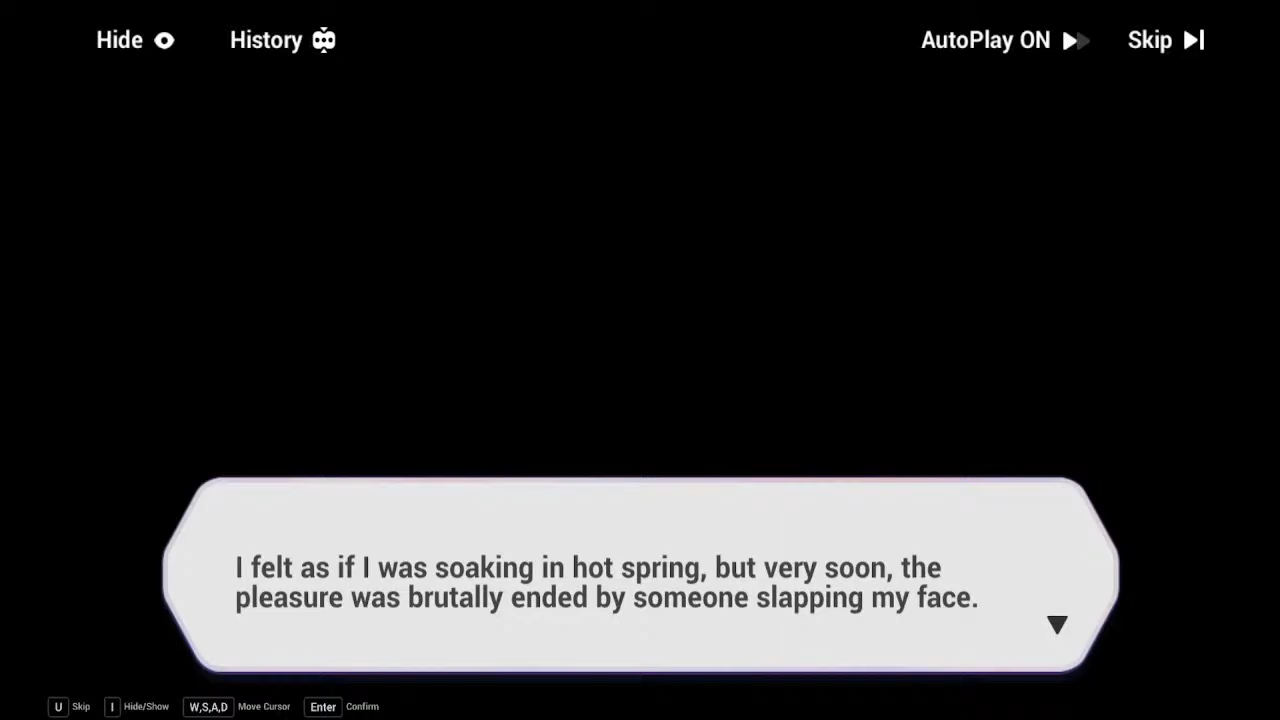 Hide
History
AutoPlay ON
Skip
I felt as if I was soaking in hot spring, but very soon, the
pleasure was brutally ended by someone slapping my face.
U Skip I Hide/Show W,S,A,D Move Cursor Enter Confirm